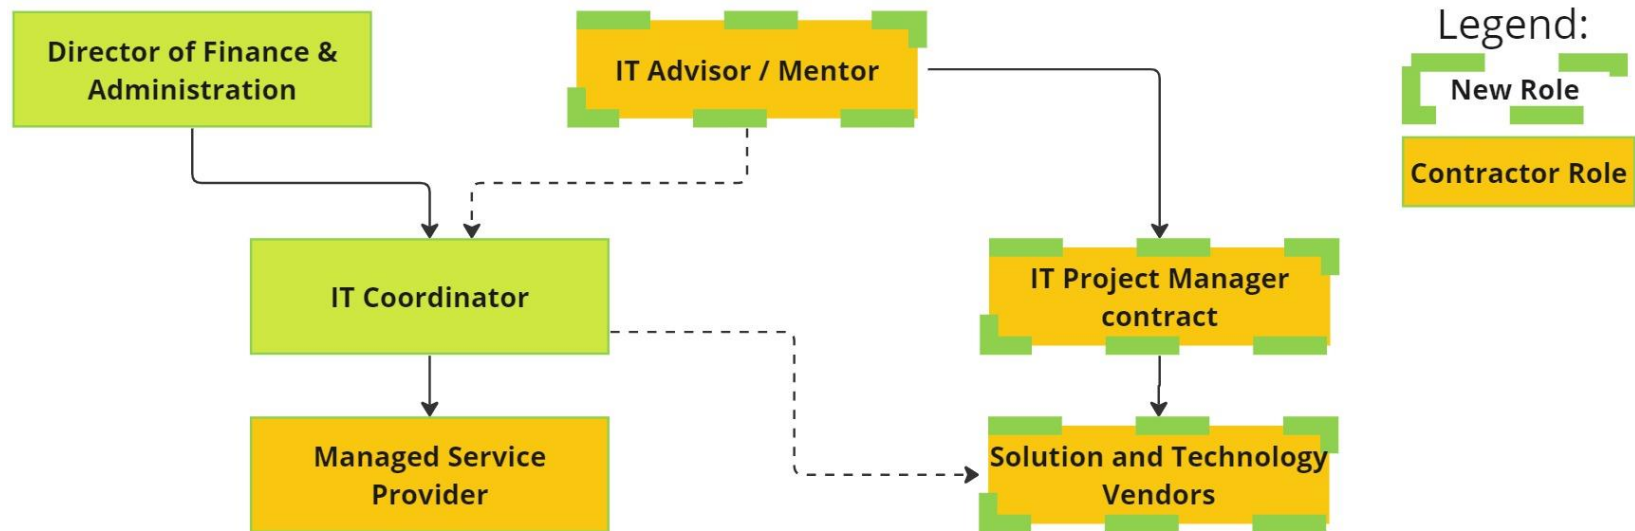 Director of Finance &
Administration
IT Advisor / Mentor
Legend:
New Role
Contractor Role
IT Coordinator
IT Project Manager
contract
Managed Service
Provider
Solution and Technology
Vendors